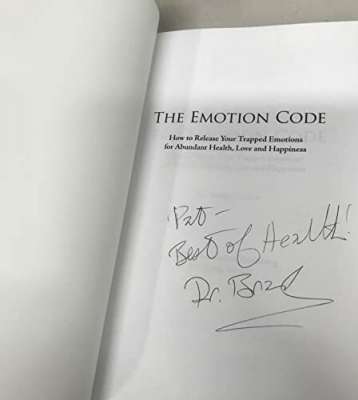 THE EMOTION CODE
How to Release Your Trapped Emotions
for Abundant Health, Love and Happiness
Pat-
Best of Health!
Dr. Brad